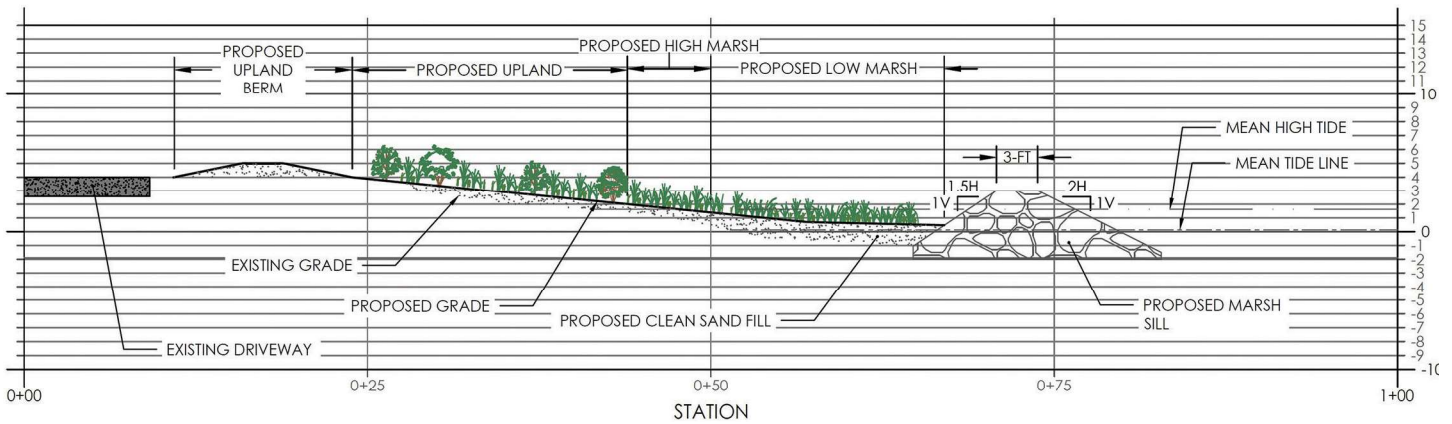 PROPOSED
UPLAND
BERM
PROPOSED UPLAND
PROPOSED HIGH MARSH
PROPOSED LOW MARSH
MEAN HIGH TIDE
MEAN TIDE LINE
3-FT
1.5H
1V
2H
1V
EXISTING GRADE
PROPOSED GRADE
PROPOSED CLEAN SAND FILL
PROPOSED MARSH
SILL
EXISTING DRIVEWAY
15
14
13
12
11
10
9
8
7
6
5
4
3
2
1
0
-1
-2
-3
-4
-5
-6
-7
-8
-9
-10
0+00
0+25
0+50
0+75
1+00
STATION